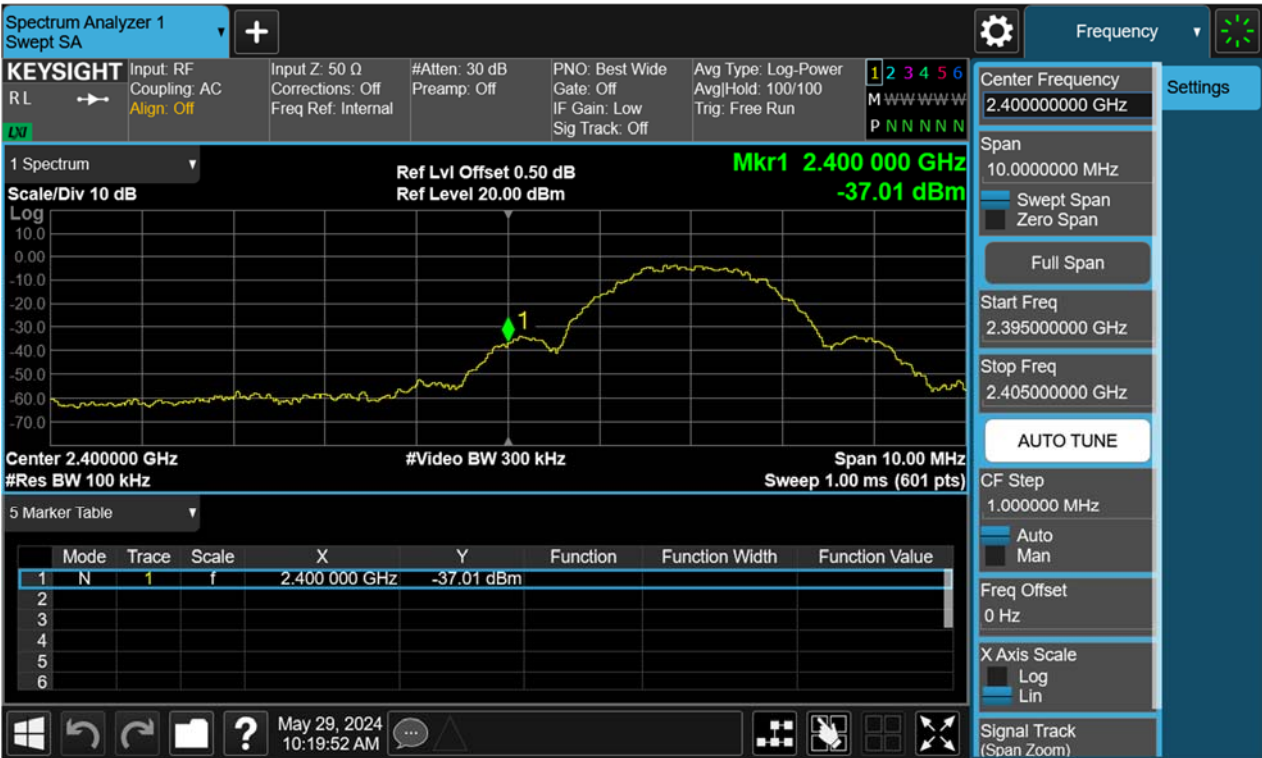 Spectrum Analyzer 1
Swept SA
Frequency
KEYSIGHT
RL
LXI
Input: RF
Coupling: AC
Align: Off
Input Z: 50 Ω
Corrections: Off
Freq Ref: Internal
#Atten: 30 dB
Preamp: Off
PNO: Best Wide
Gate: Off
IF Gain: Low
Sig Track: Off
Avg Type: Log-Power
Avg|Hold: 100/100
Trig: Free Run
1 2 3 4 5 6
M W W W W W
P N N N N N
1 Spectrum
Scale/Div 10 dB
Ref Lvl Offset 0.50 dB
Ref Level 20.00 dBm
Mkr1 2.400 000 GHz
-37.01 dBm
Log
10.0
0.00
-10.0
-20.0
-30.0
-40.0
-50.0
-60.0
-70.0
1
Center 2.400000 GHz
#Res BW 100 kHz
#Video BW 300 kHz
Span 10.00 MHz
Sweep 1.00 ms (601 pts)
5 Marker Table
Mode Trace Scale X Y Function Function Width Function Value
1 N 1 f 2.400 000 GHz -37.01 dBm
2
3
4
5
6
May 29, 2024
10:19:52 AM
Center Frequency
2.400000000 GHz
Span
10.0000000 MHz
Swept Span
Zero Span
Full Span
Start Freq
2.395000000 GHz
Stop Freq
2.405000000 GHz
AUTO TUNE
CF Step
1.000000 MHz
Auto
Man
Freq Offset
0 Hz
X Axis Scale
Log
Lin
Signal Track
(Span Zoom)
Settings